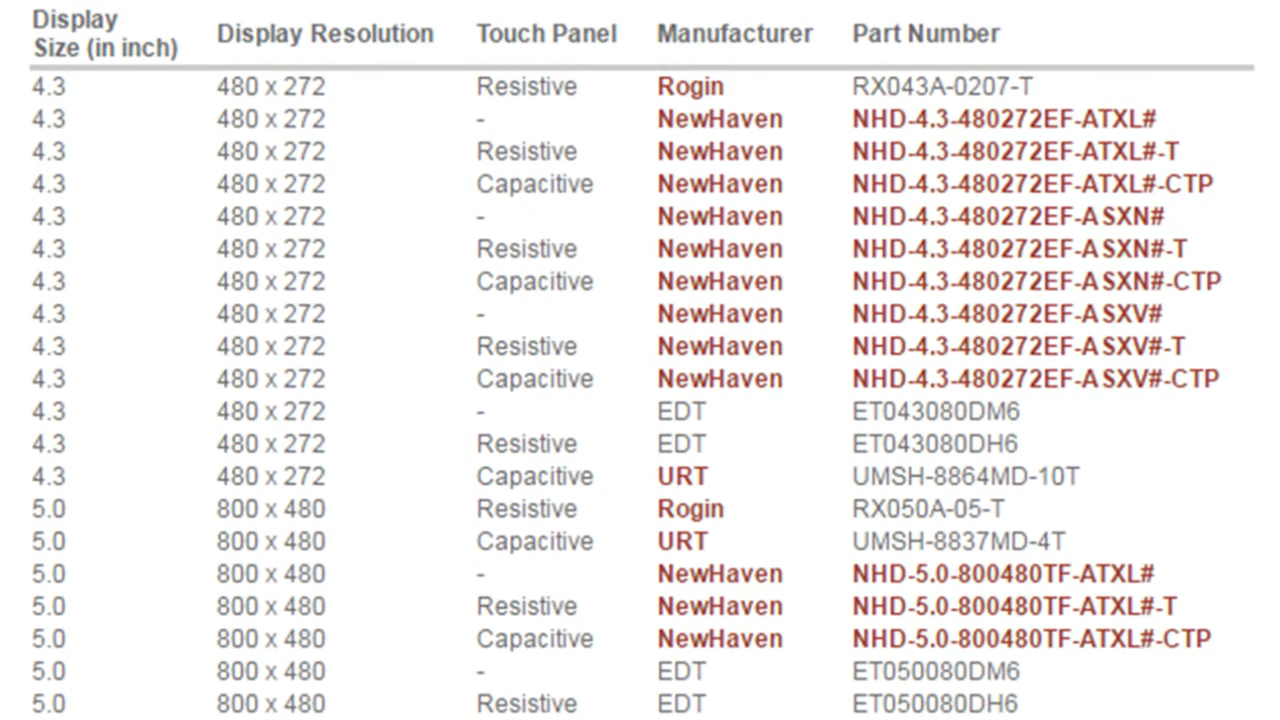 Display Size (in inch) Display Resolution Touch Panel Manufacturer Part Number
4.3 480 x 272 Resistive Rogin RX043A-0207-T
4.3 480 x 272 - NewHaven NHD-4.3-480272EF-ATXL#
4.3 480 x 272 Resistive NewHaven NHD-4.3-480272EF-ATXL#-T
4.3 480 x 272 Capacitive NewHaven NHD-4.3-480272EF-ATXL#-CTP
4.3 480 x 272 - NewHaven NHD-4.3-480272EF-ASXN#
4.3 480 x 272 Resistive NewHaven NHD-4.3-480272EF-ASXN#-T
4.3 480 x 272 Capacitive NewHaven NHD-4.3-480272EF-ASXN#-CTP
4.3 480 x 272 - NewHaven NHD-4.3-480272EF-ASXV#
4.3 480 x 272 Resistive NewHaven NHD-4.3-480272EF-ASXV#-T
4.3 480 x 272 Capacitive NewHaven NHD-4.3-480272EF-ASXV#-CTP
4.3 480 x 272 - EDT ET043080DM6
4.3 480 x 272 Resistive EDT ET043080DH6
4.3 480 x 272 Capacitive URT UMSH-8864MD-10T
5.0 800 x 480 Resistive Rogin RX050A-05-T
5.0 800 x 480 Capacitive URT UMSH-8837MD-4T
5.0 800 x 480 - NewHaven NHD-5.0-800480TF-ATXL#
5.0 800 x 480 Resistive NewHaven NHD-5.0-800480TF-ATXL#-T
5.0 800 x 480 Capacitive NewHaven NHD-5.0-800480TF-ATXL#-CTP
5.0 800 x 480 - EDT ET050080DM6
5.0 800 x 480 Resistive EDT ET050080DH6